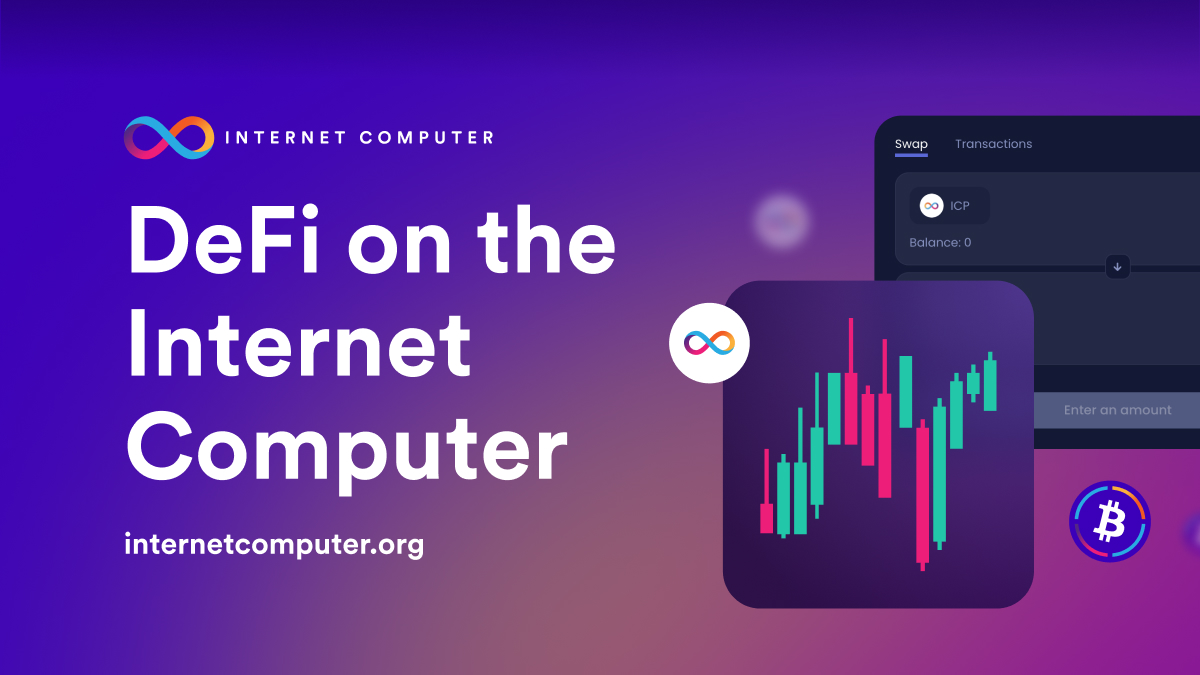 INTERNET COMPUTER
DeFi on the
Internet
Computer
internetcomputer.org
Swap Transactions
ICP
Balance: 0
Enter an amount